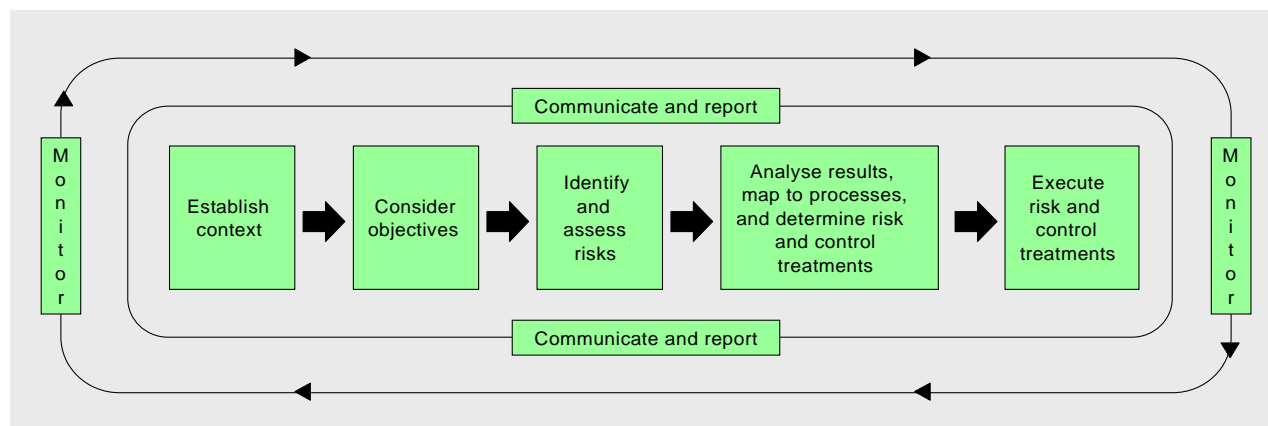 Communicate and report
M
o
n
i
t
o
r
Establish
context
Consider
objectives
Identify
and
assess
risks
Analyse results,
map to processes,
and determine risk
and control
treatments
Execute
risk and
control
treatments
M
o
n
i
t
o
r
Communicate and report